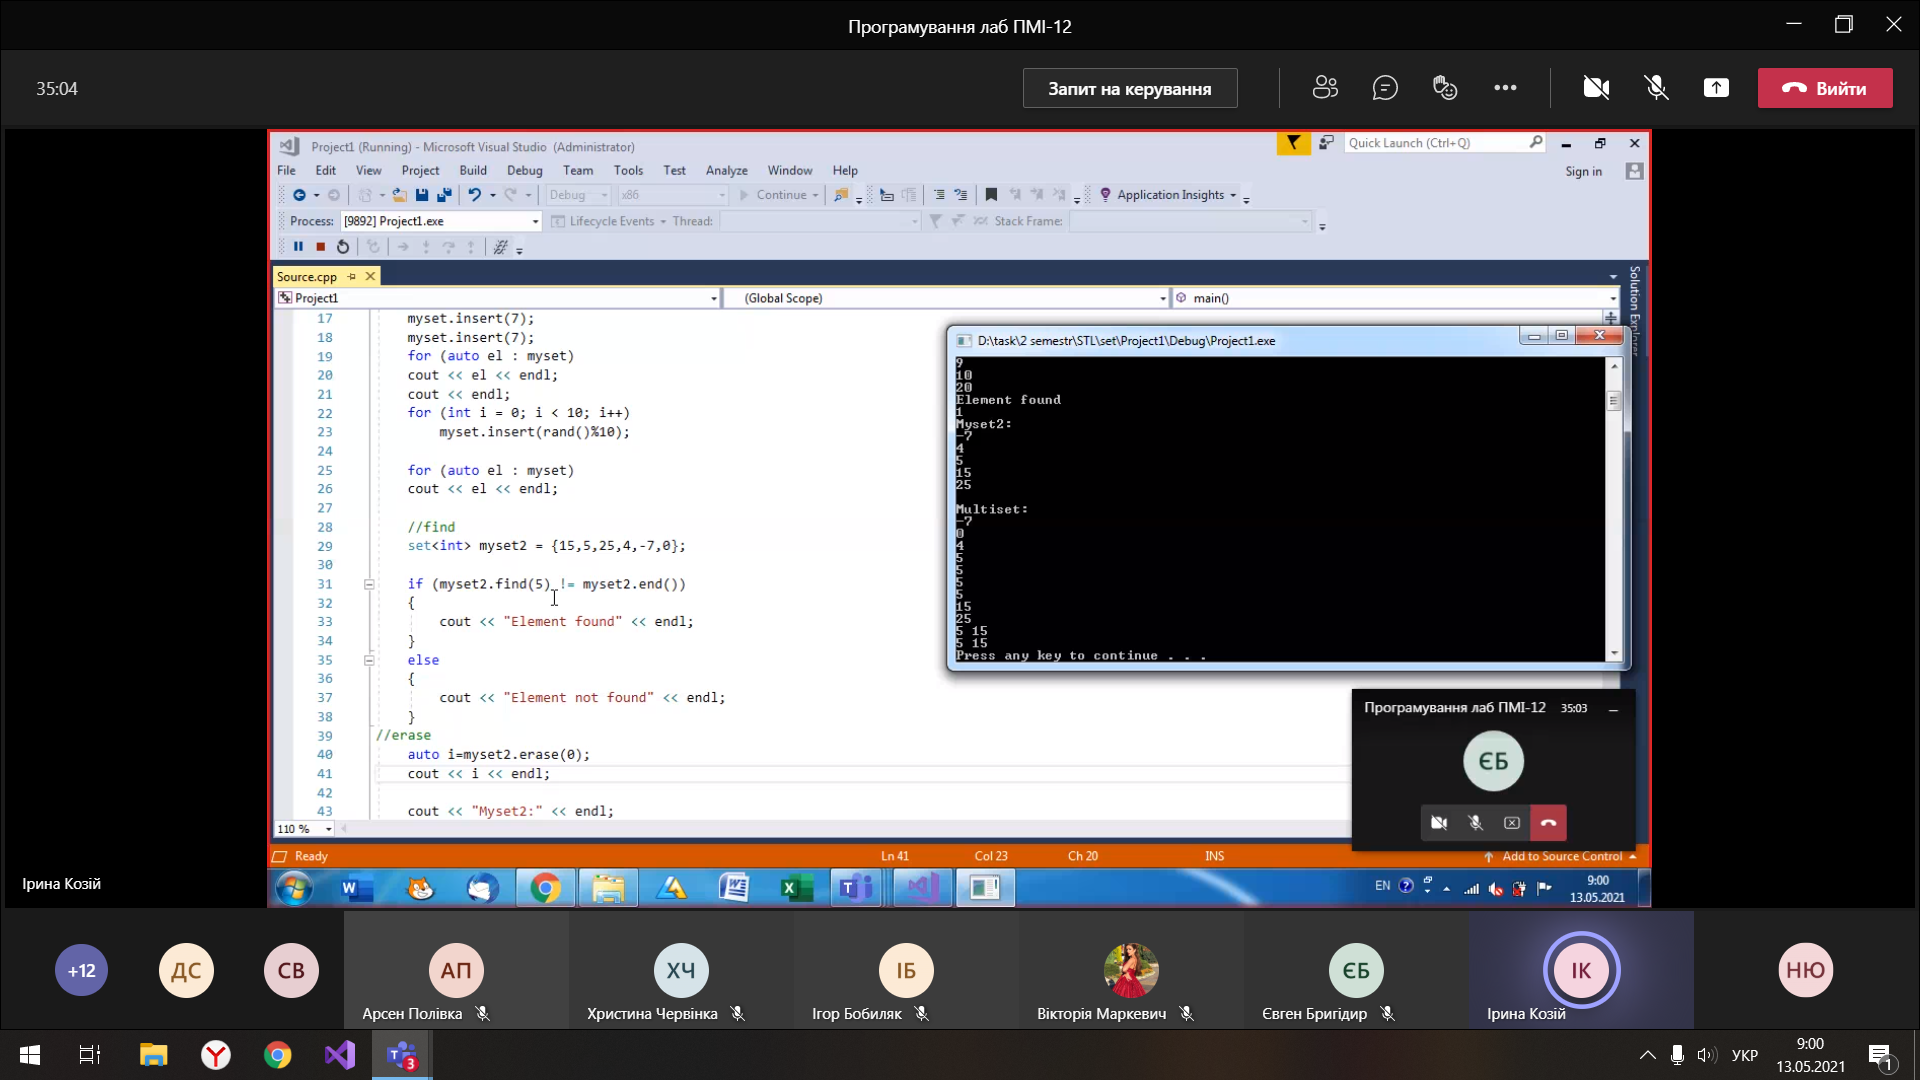 Програмування лаб ПМІ-12
35:04
Запит на керування
Вийти
Project1 (Running) - Microsoft Visual Studio (Administrator)
Quick Launch (Ctrl+Q)
File Edit View Project Build Debug Team Tools Test Analyze Window Help
Sign in
Debug x86 Continue Application Insights
Process: [9892] Project1.exe Lifecycle Events Thread: Stack Frame:
Source.cpp
Solution Explorer
Project1 (Global Scope) main()
17 myset.insert(7);
18 myset.insert(7);
19 for (auto el : myset)
20 cout << el << endl;
21 cout << endl;
22 for (int i = 0; i < 10; i++)
23 myset.insert(rand()%10);
24
25 for (auto el : myset)
26 cout << el << endl;
27
28 //find
29 set<int> myset2 = {15,5,25,4,-7,0};
30
31 if (myset2.find(5) != myset2.end())
32 {
33 cout << "Element found" << endl;
34 }
35 else
36 {
37 cout << "Element not found" << endl;
38 }
39 //erase
40 auto i=myset2.erase(0);
41 cout << i << endl;
42
43 cout << "Myset2:" << endl;
110 %
D:\task\2 semestr\STL\set\Project1\Debug\Project1.exe
9
10
20
Element found
1
Myset2:
-7
4
5
15
25
Multiset:
-7
0
4
5
5
5
5
15
25
5 15
5 15
Press any key to continue . . .
Програмування лаб ПМІ-12 35:03
ЄБ
Ready Ln 41 Col 23 Ch 20 INS Add to Source Control
EN 9:00
13.05.2021
Ірина Козій
+12 ДС СВ АП ХЧ ІБ ЄБ ІК НЮ
Арсен Полівка Христина Червінка Ігор Бобиляк Вікторія Маркевич Євген Бригідир Ірина Козій
3
УКР 9:00
13.05.2021
1